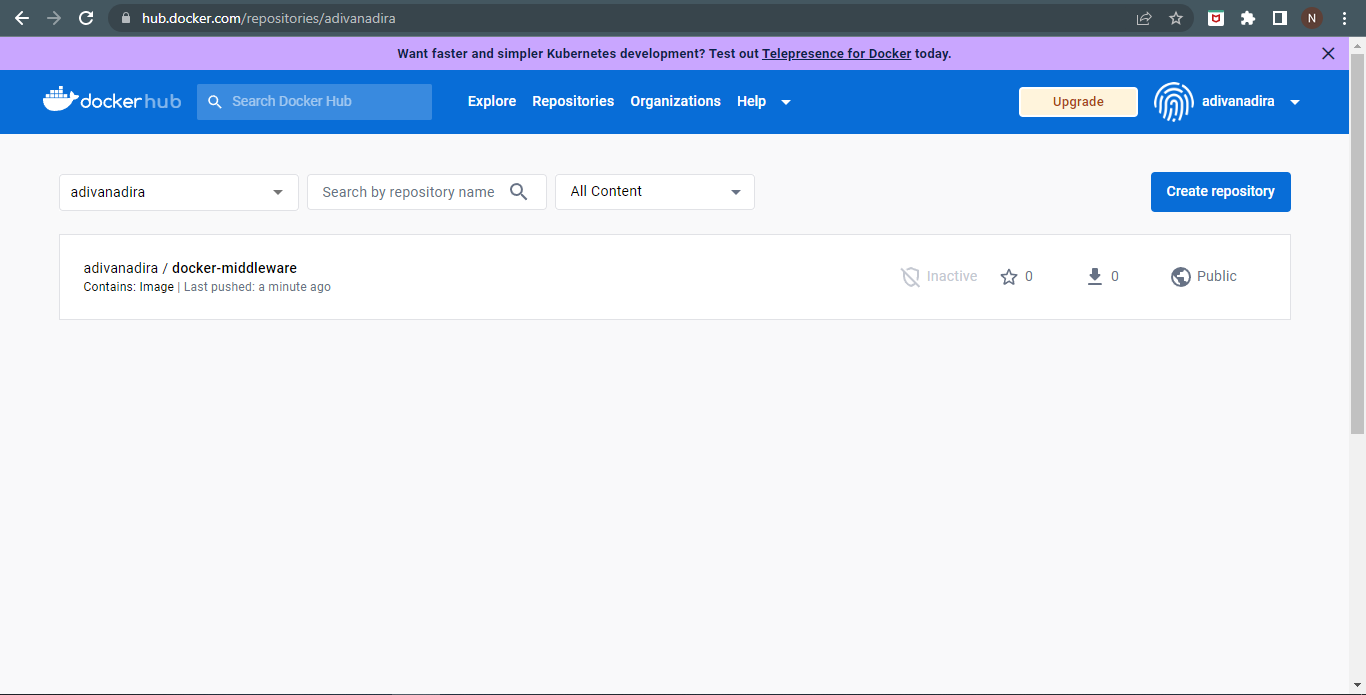 hub.docker.com/repositories/adivanadira
N
Want faster and simpler Kubernetes development? Test out Telepresence for Docker today.
dockerhub
Search Docker Hub
Explore Repositories Organizations Help
Upgrade
adivanadira
adivanadira
Search by repository name
All Content
Create repository
adivanadira / docker-middleware
Contains: Image | Last pushed: a minute ago
Inactive
0
0
Public